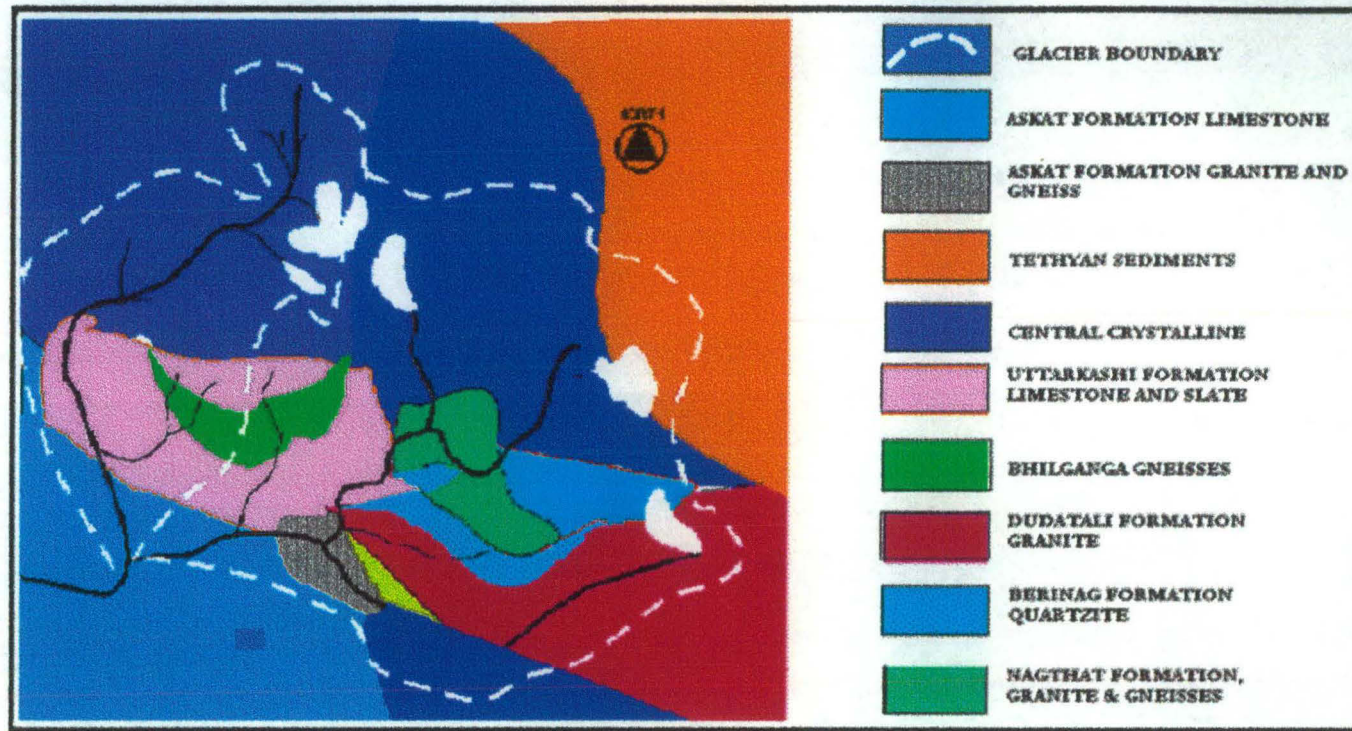 GLACIER BOUNDARY
ASKAT FORMATION LIMESTONE
ASKAT FORMATION GRANITE AND
GNEISS
TETHYAN SEDIMENTS
CENTRAL CRYSTALLINE
UTTARKASHI FORMATION
LIMESTONE AND SLATE
BHILGANGA GNEISSES
DUDATALI FORMATION
GRANITE
BERINAG FORMATION
QUARTZITE
NAGTHAT FORMATION,
GRANITE & GNEISSES